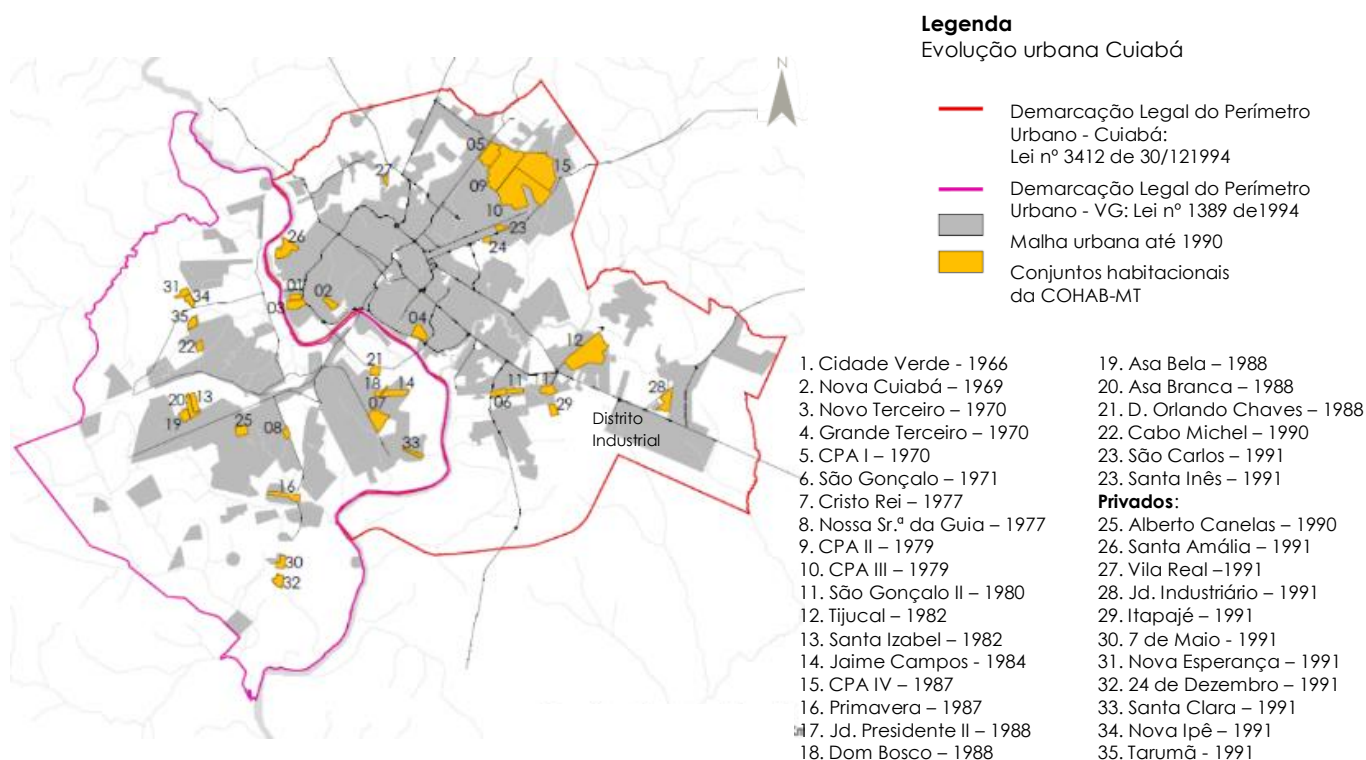 Legenda
Evolução urbana Cuiabá
N
Demarcação Legal do Perímetro
Urbano - Cuiabá:
Lei nº 3412 de 30/121994
Demarcação Legal do Perímetro
Urbano - VG: Lei nº 1389 de1994
Malha urbana até 1990
Conjuntos habitacionais
da COHAB-MT
05
15
27
09
10
23
24
26
31
34
01
02
03
35
04
22
12
21
18
14
11
17
28
20
13
07
06
29
19
25
08
Distrito
Industrial
33
16
30
32
1. Cidade Verde - 1966
2. Nova Cuiabá – 1969
3. Novo Terceiro – 1970
4. Grande Terceiro – 1970
5. CPA I – 1970
6. São Gonçalo – 1971
7. Cristo Rei – 1977
8. Nossa Sr.ª da Guia – 1977
9. CPA II – 1979
10. CPA III – 1979
11. São Gonçalo II – 1980
12. Tijucal – 1982
13. Santa Izabel – 1982
14. Jaime Campos - 1984
15. CPA IV – 1987
16. Primavera – 1987
17. Jd. Presidente II – 1988
18. Dom Bosco – 1988
19. Asa Bela – 1988
20. Asa Branca – 1988
21. D. Orlando Chaves – 1988
22. Cabo Michel – 1990
23. São Carlos – 1991
23. Santa Inês – 1991
Privados:
25. Alberto Canelas – 1990
26. Santa Amália – 1991
27. Vila Real –1991
28. Jd. Industriário – 1991
29. Itapajé – 1991
30. 7 de Maio - 1991
31. Nova Esperança – 1991
32. 24 de Dezembro – 1991
33. Santa Clara – 1991
34. Nova Ipê – 1991
35. Tarumã - 1991